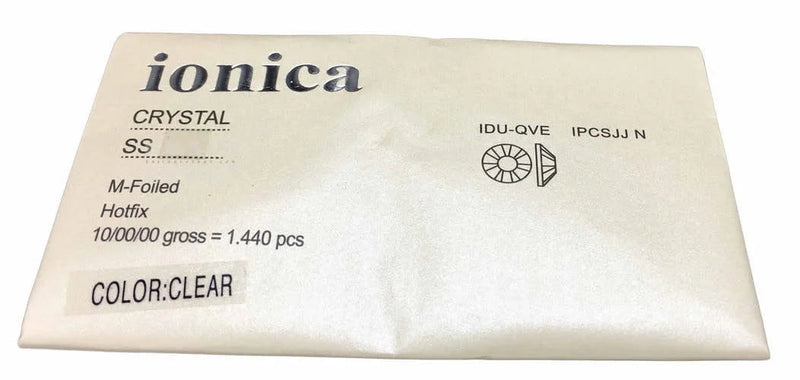 ionica
CRYSTAL
SS
M-Foiled
Hotfix
10/00/00 gross = 1.440 pcs
COLOR:CLEAR
IDU-QVE IPCSJJ N